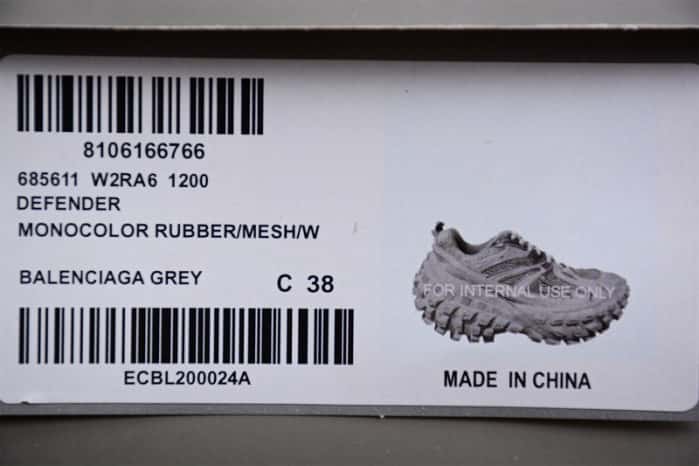 8106166766
685611 W2RA6 1200
DEFENDER
MONOCOLOR RUBBER/MESH/W
BALENCIAGA GREY C 38
ECBL200024A
FOR INTERNAL USE ONLY
MADE IN CHINA